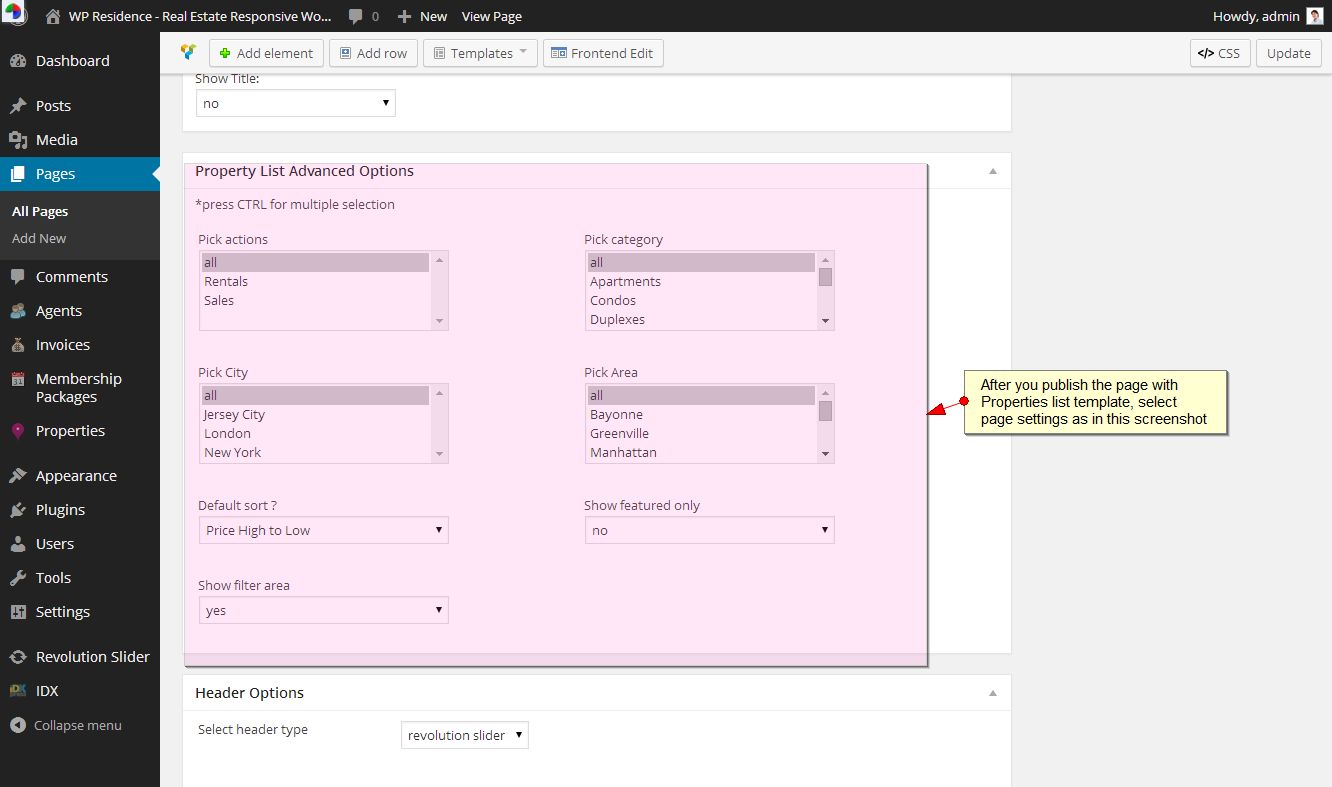 WP Residence - Real Estate Responsive Wo... 0 New View Page Howdy, admin
Add element Add row Templates Frontend Edit </> CSS Update
Dashboard
Posts
Media
Pages
All Pages
Add New
Comments
Agents
Invoices
Membership
Packages
Properties
Appearance
Plugins
Users
Tools
Settings
Revolution Slider
IDX
Collapse menu
Show Title:
no
Property List Advanced Options
*press CTRL for multiple selection
Pick actions
all
Rentals
Sales
Pick category
all
Apartments
Condos
Duplexes
Pick City
all
Jersey City
London
New York
Pick Area
all
Bayonne
Greenville
Manhattan
Default sort ?
Price High to Low
Show featured only
no
Show filter area
yes
After you publish the page with
Properties list template, select
page settings as in this screenshot
Header Options
Select header type revolution slider